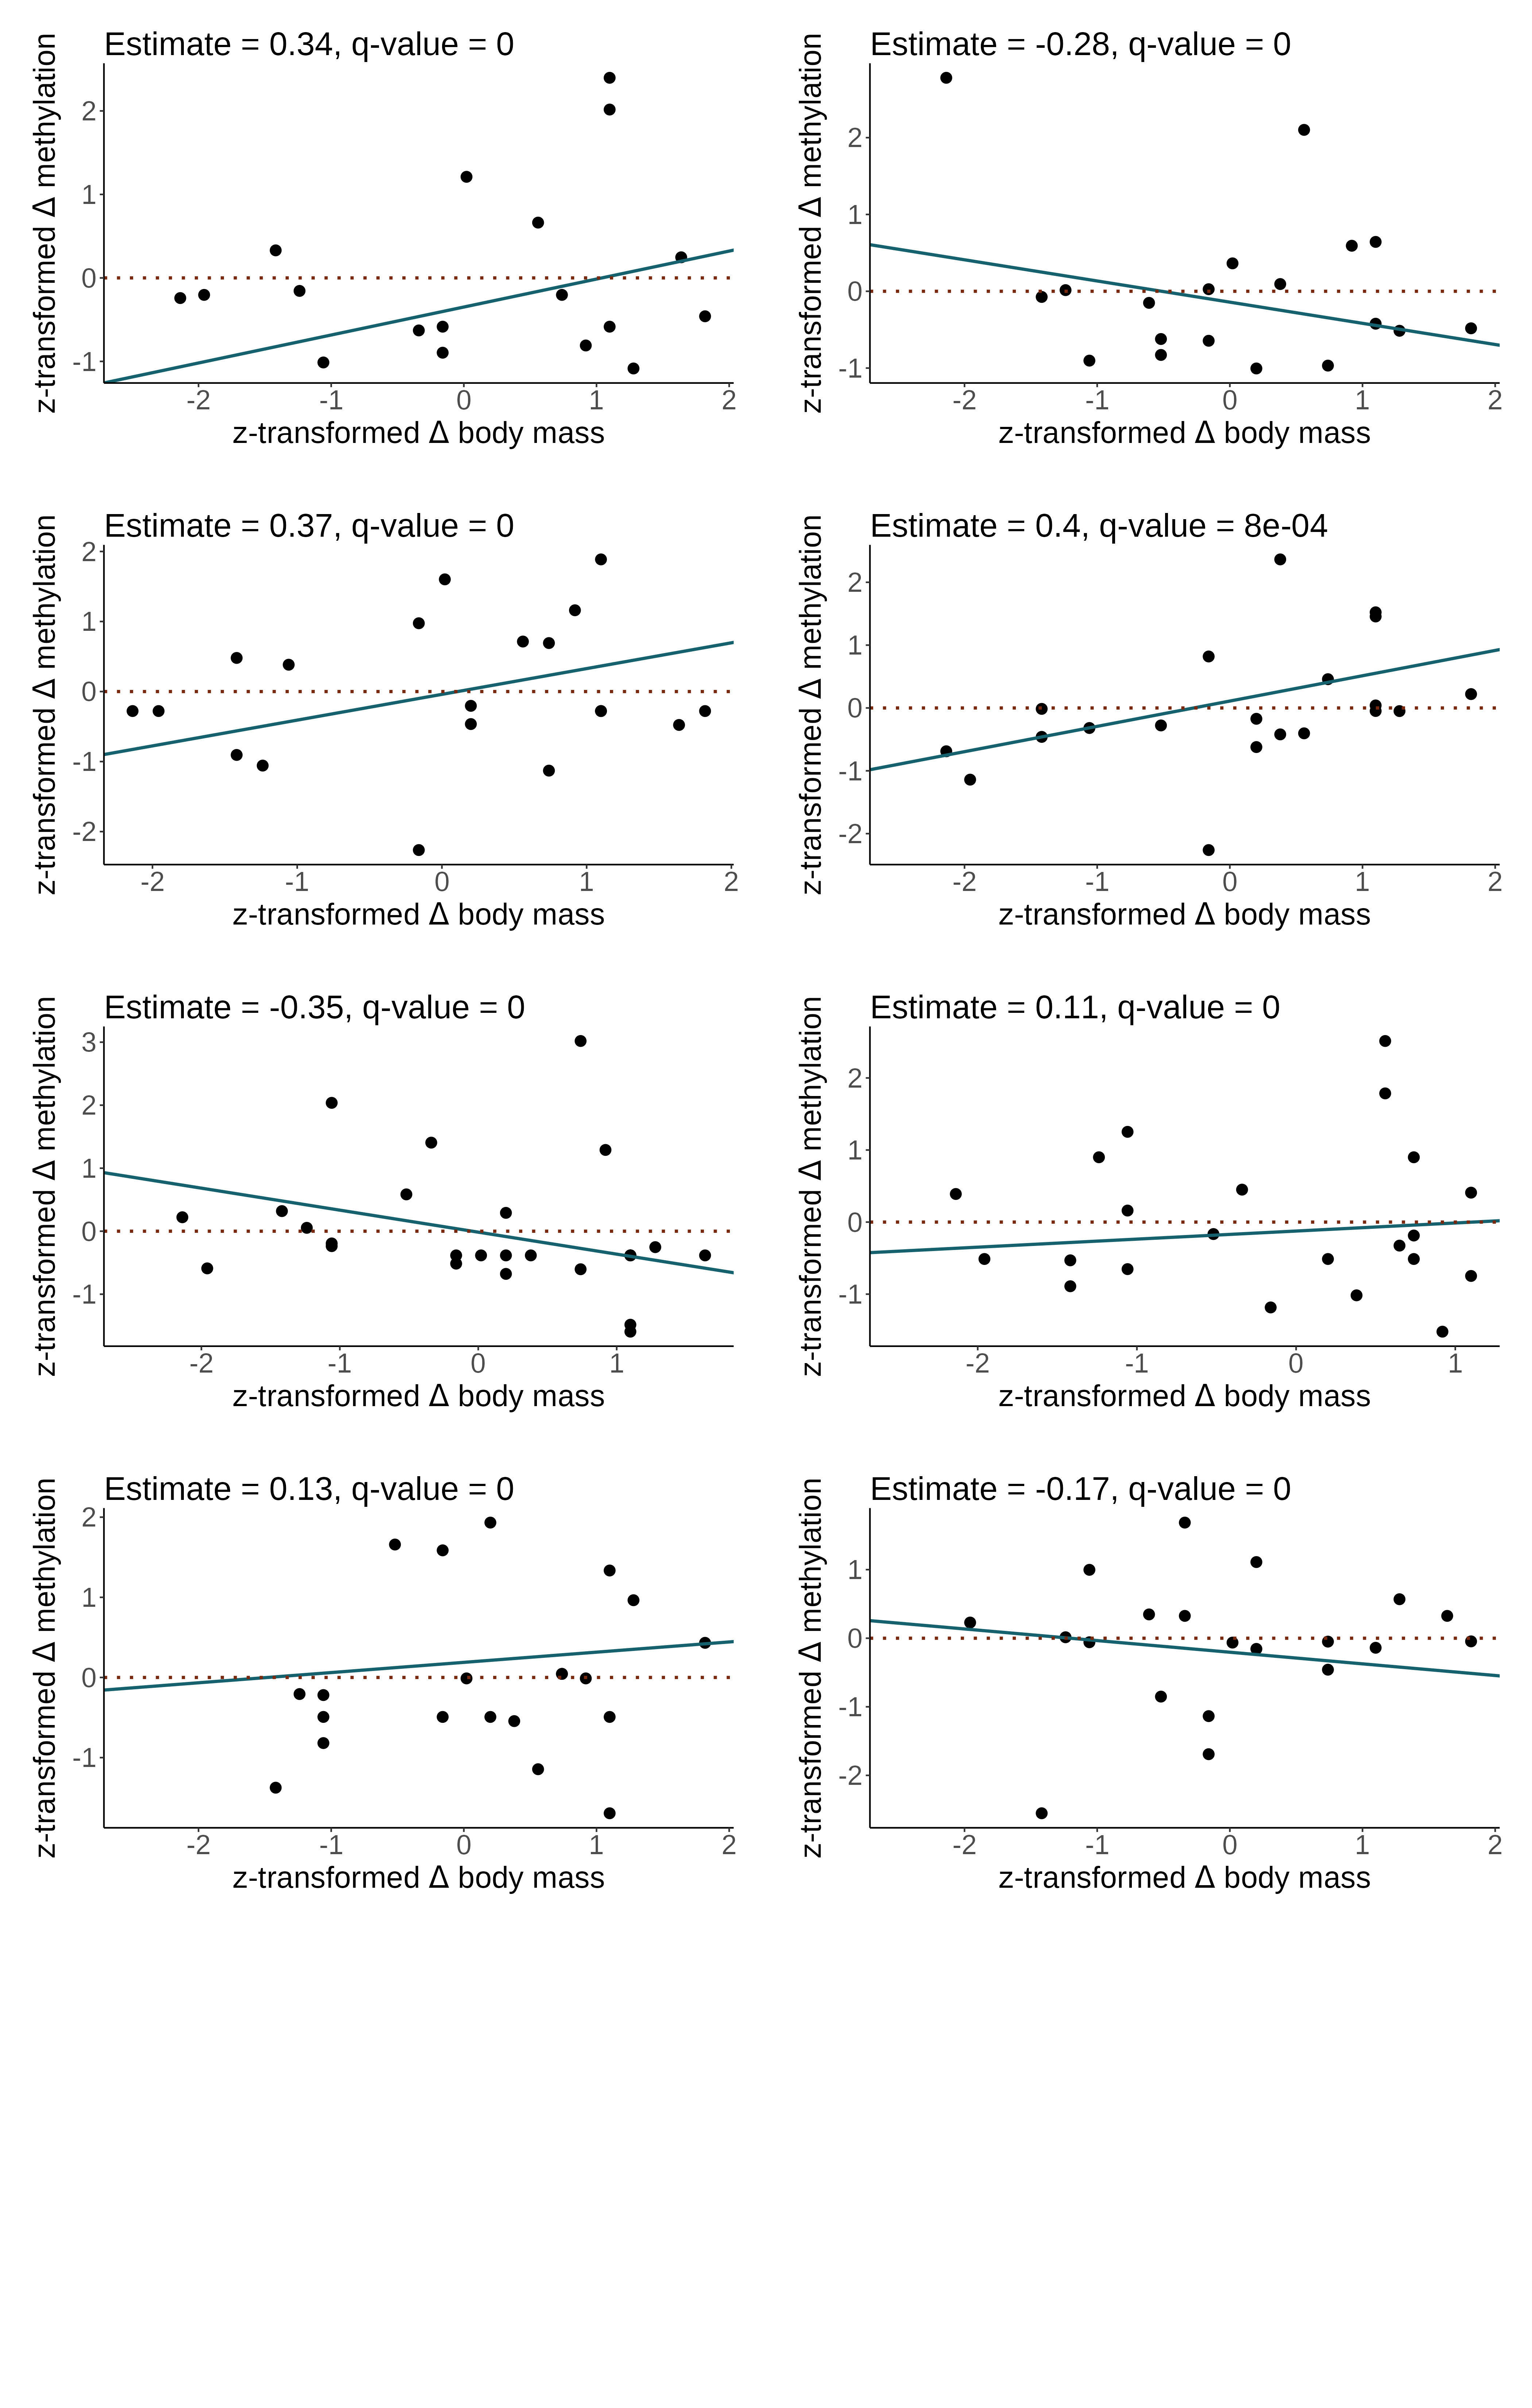 Estimate = 0.34, q-value = 0
z-transformed Δ methylation
2
1
0
-1
-2 -1 0 1 2
z-transformed Δ body mass
Estimate = -0.28, q-value = 0
z-transformed Δ methylation
2
1
0
-1
-2 -1 0 1 2
z-transformed Δ body mass
Estimate = 0.37, q-value = 0
z-transformed Δ methylation
2
1
0
-1
-2
-2 -1 0 1 2
z-transformed Δ body mass
Estimate = 0.4, q-value = 8e-04
z-transformed Δ methylation
2
1
0
-1
-2
-2 -1 0 1 2
z-transformed Δ body mass
Estimate = -0.35, q-value = 0
z-transformed Δ methylation
3
2
1
0
-1
-2 -1 0 1
z-transformed Δ body mass
Estimate = 0.11, q-value = 0
z-transformed Δ methylation
2
1
0
-1
-2 -1 0 1
z-transformed Δ body mass
Estimate = 0.13, q-value = 0
z-transformed Δ methylation
2
1
0
-1
-2 -1 0 1 2
z-transformed Δ body mass
Estimate = -0.17, q-value = 0
z-transformed Δ methylation
1
0
-1
-2
-2 -1 0 1 2
z-transformed Δ body mass